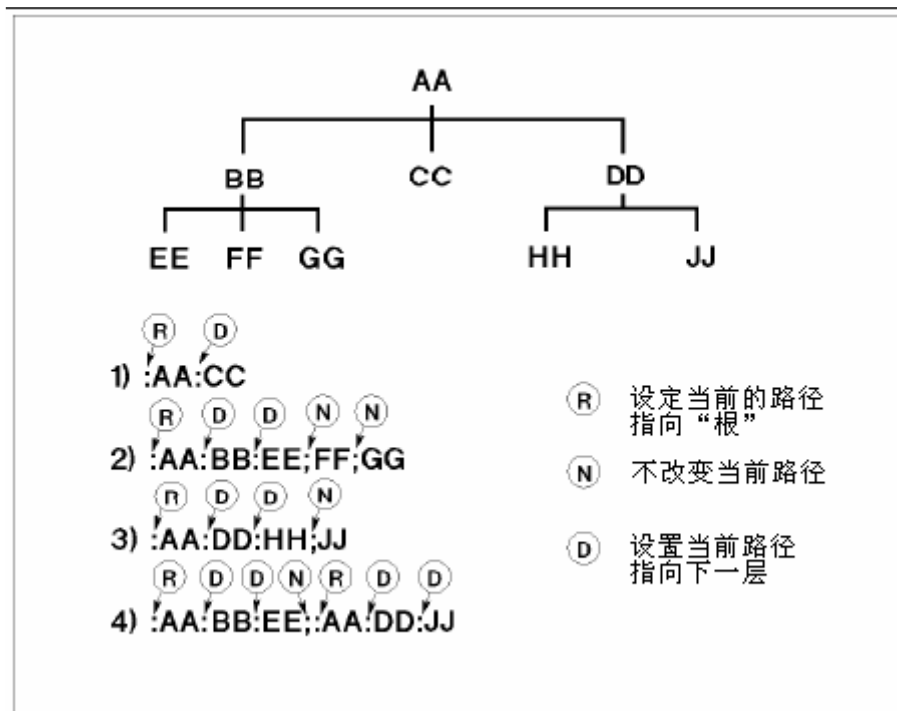 AA
BB CC DD
EE FF GG HH JJ
R D
1) :AA:CC
R D D N N
2) :AA:BB:EE;FF;GG
R D D N
3) :AA:DD:HH;JJ
R D D N R D D
4) :AA:BB:EE;:AA:DD:JJ
R 设定当前的路径
指向“根”
N 不改变当前路径
D 设置当前路径
指向下一层